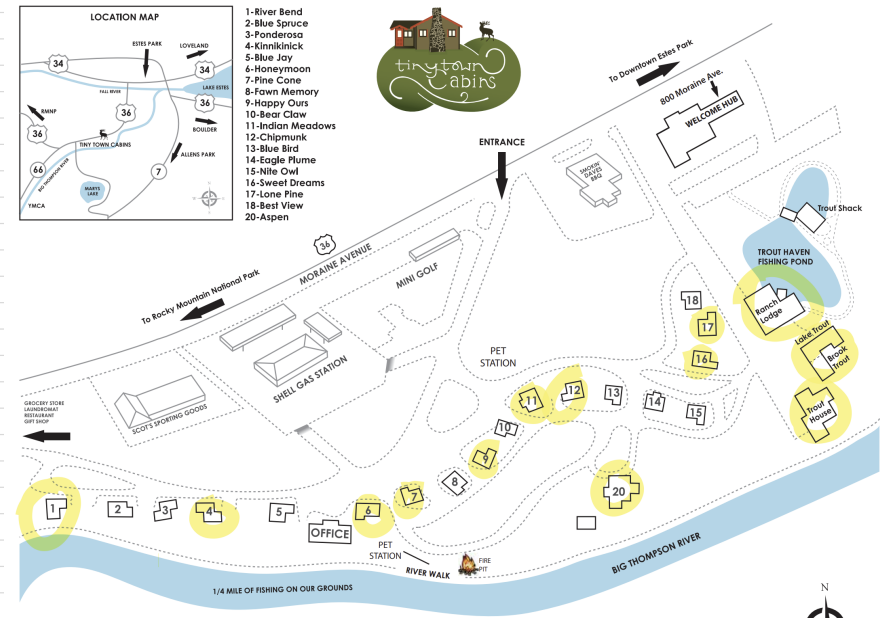 LOCATION MAP
ESTES PARK
LOVELAND
34
34
LAKE ESTES
FALL RIVER
36
36
RMNP
36
BOULDER
TINY TOWN CABINS
ALLENS PARK
66
BIG THOMPSON RIVER
7
MARYS
LAKE
YMCA
1-River Bend
2-Blue Spruce
3-Ponderosa
4-Kinnikinick
5-Blue Jay
6-Honeymoon
7-Pine Cone
8-Fawn Memory
9-Happy Ours
10-Bear Claw
11-Indian Meadows
12-Chipmunk
13-Blue Bird
14-Eagle Plume
15-Nite Owl
16-Sweet Dreams
17-Lone Pine
18-Best View
20-Aspen
tiny town
Cabins
To Downtown Estes Park
800 Moraine Ave.
WELCOME HUB
ENTRANCE
SMOKIN'
DAVES
BBQ
Trout Shack
TROUT HAVEN
FISHING POND
36
MORAINE AVENUE
MINI GOLF
To Rocky Mountain National Park
18
17
16
Ranch
Lodge
Lake Trout
Brook
Trout
Trout
House
PET
STATION
SHELL GAS STATION
SCOT'S SPORTING GOODS
GROCERY STORE
LAUNDROMAT
RESTAURANT
GIFT SHOP
11
12
13
14
15
10
9
8
7
20
1
2
3
4
5
6
OFFICE
PET
STATION
RIVER WALK
FIRE
PIT
BIG THOMPSON RIVER
1/4 MILE OF FISHING ON OUR GROUNDS
N